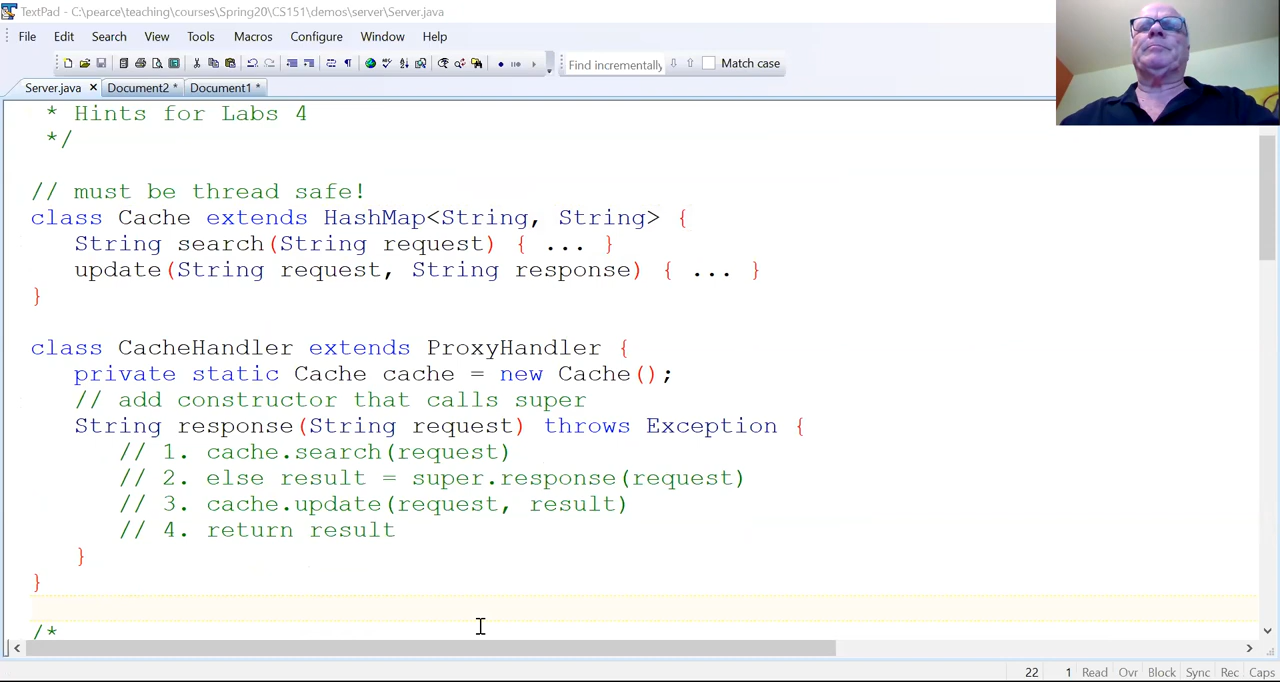 TextPad - C:\pearce\teaching\courses\Spring20\CS151\demos\server\Server.java
File Edit Search View Tools Macros Configure Window Help
Find incrementally Match case
Server.java × Document2 * Document1 *
* Hints for Labs 4
*/
// must be thread safe!
class Cache extends HashMap<String, String> {
String search(String request) { ... }
update(String request, String response) { ... }
}
class CacheHandler extends ProxyHandler {
private static Cache cache = new Cache();
// add constructor that calls super
String response(String request) throws Exception {
// 1. cache.search(request)
// 2. else result = super.response(request)
// 3. cache.update(request, result)
// 4. return result
}
}
/*
22 1 Read Ovr Block Sync Rec Caps